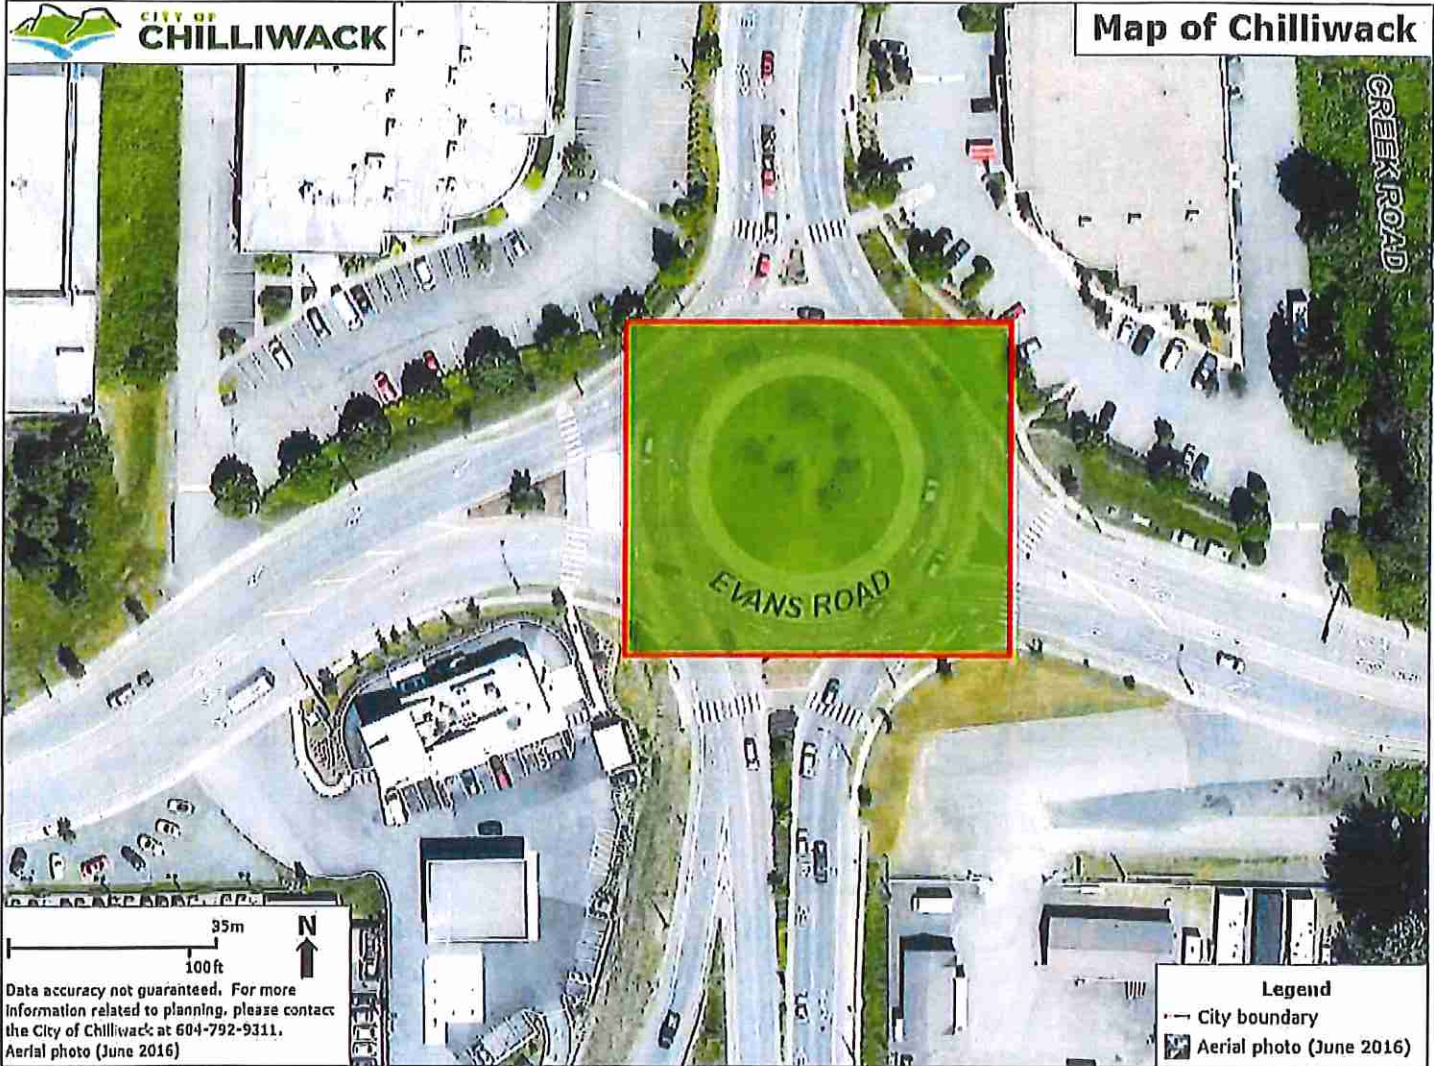 CITY OF
CHILLIWACK
Map of Chilliwack
CREEK ROAD
EVANS ROAD
35m
100ft
N
Data accuracy not guaranteed. For more
information related to planning, please contact
the City of Chilliwack at 604-792-9311.
Aerial photo (June 2016)
Legend
City boundary
Aerial photo (June 2016)